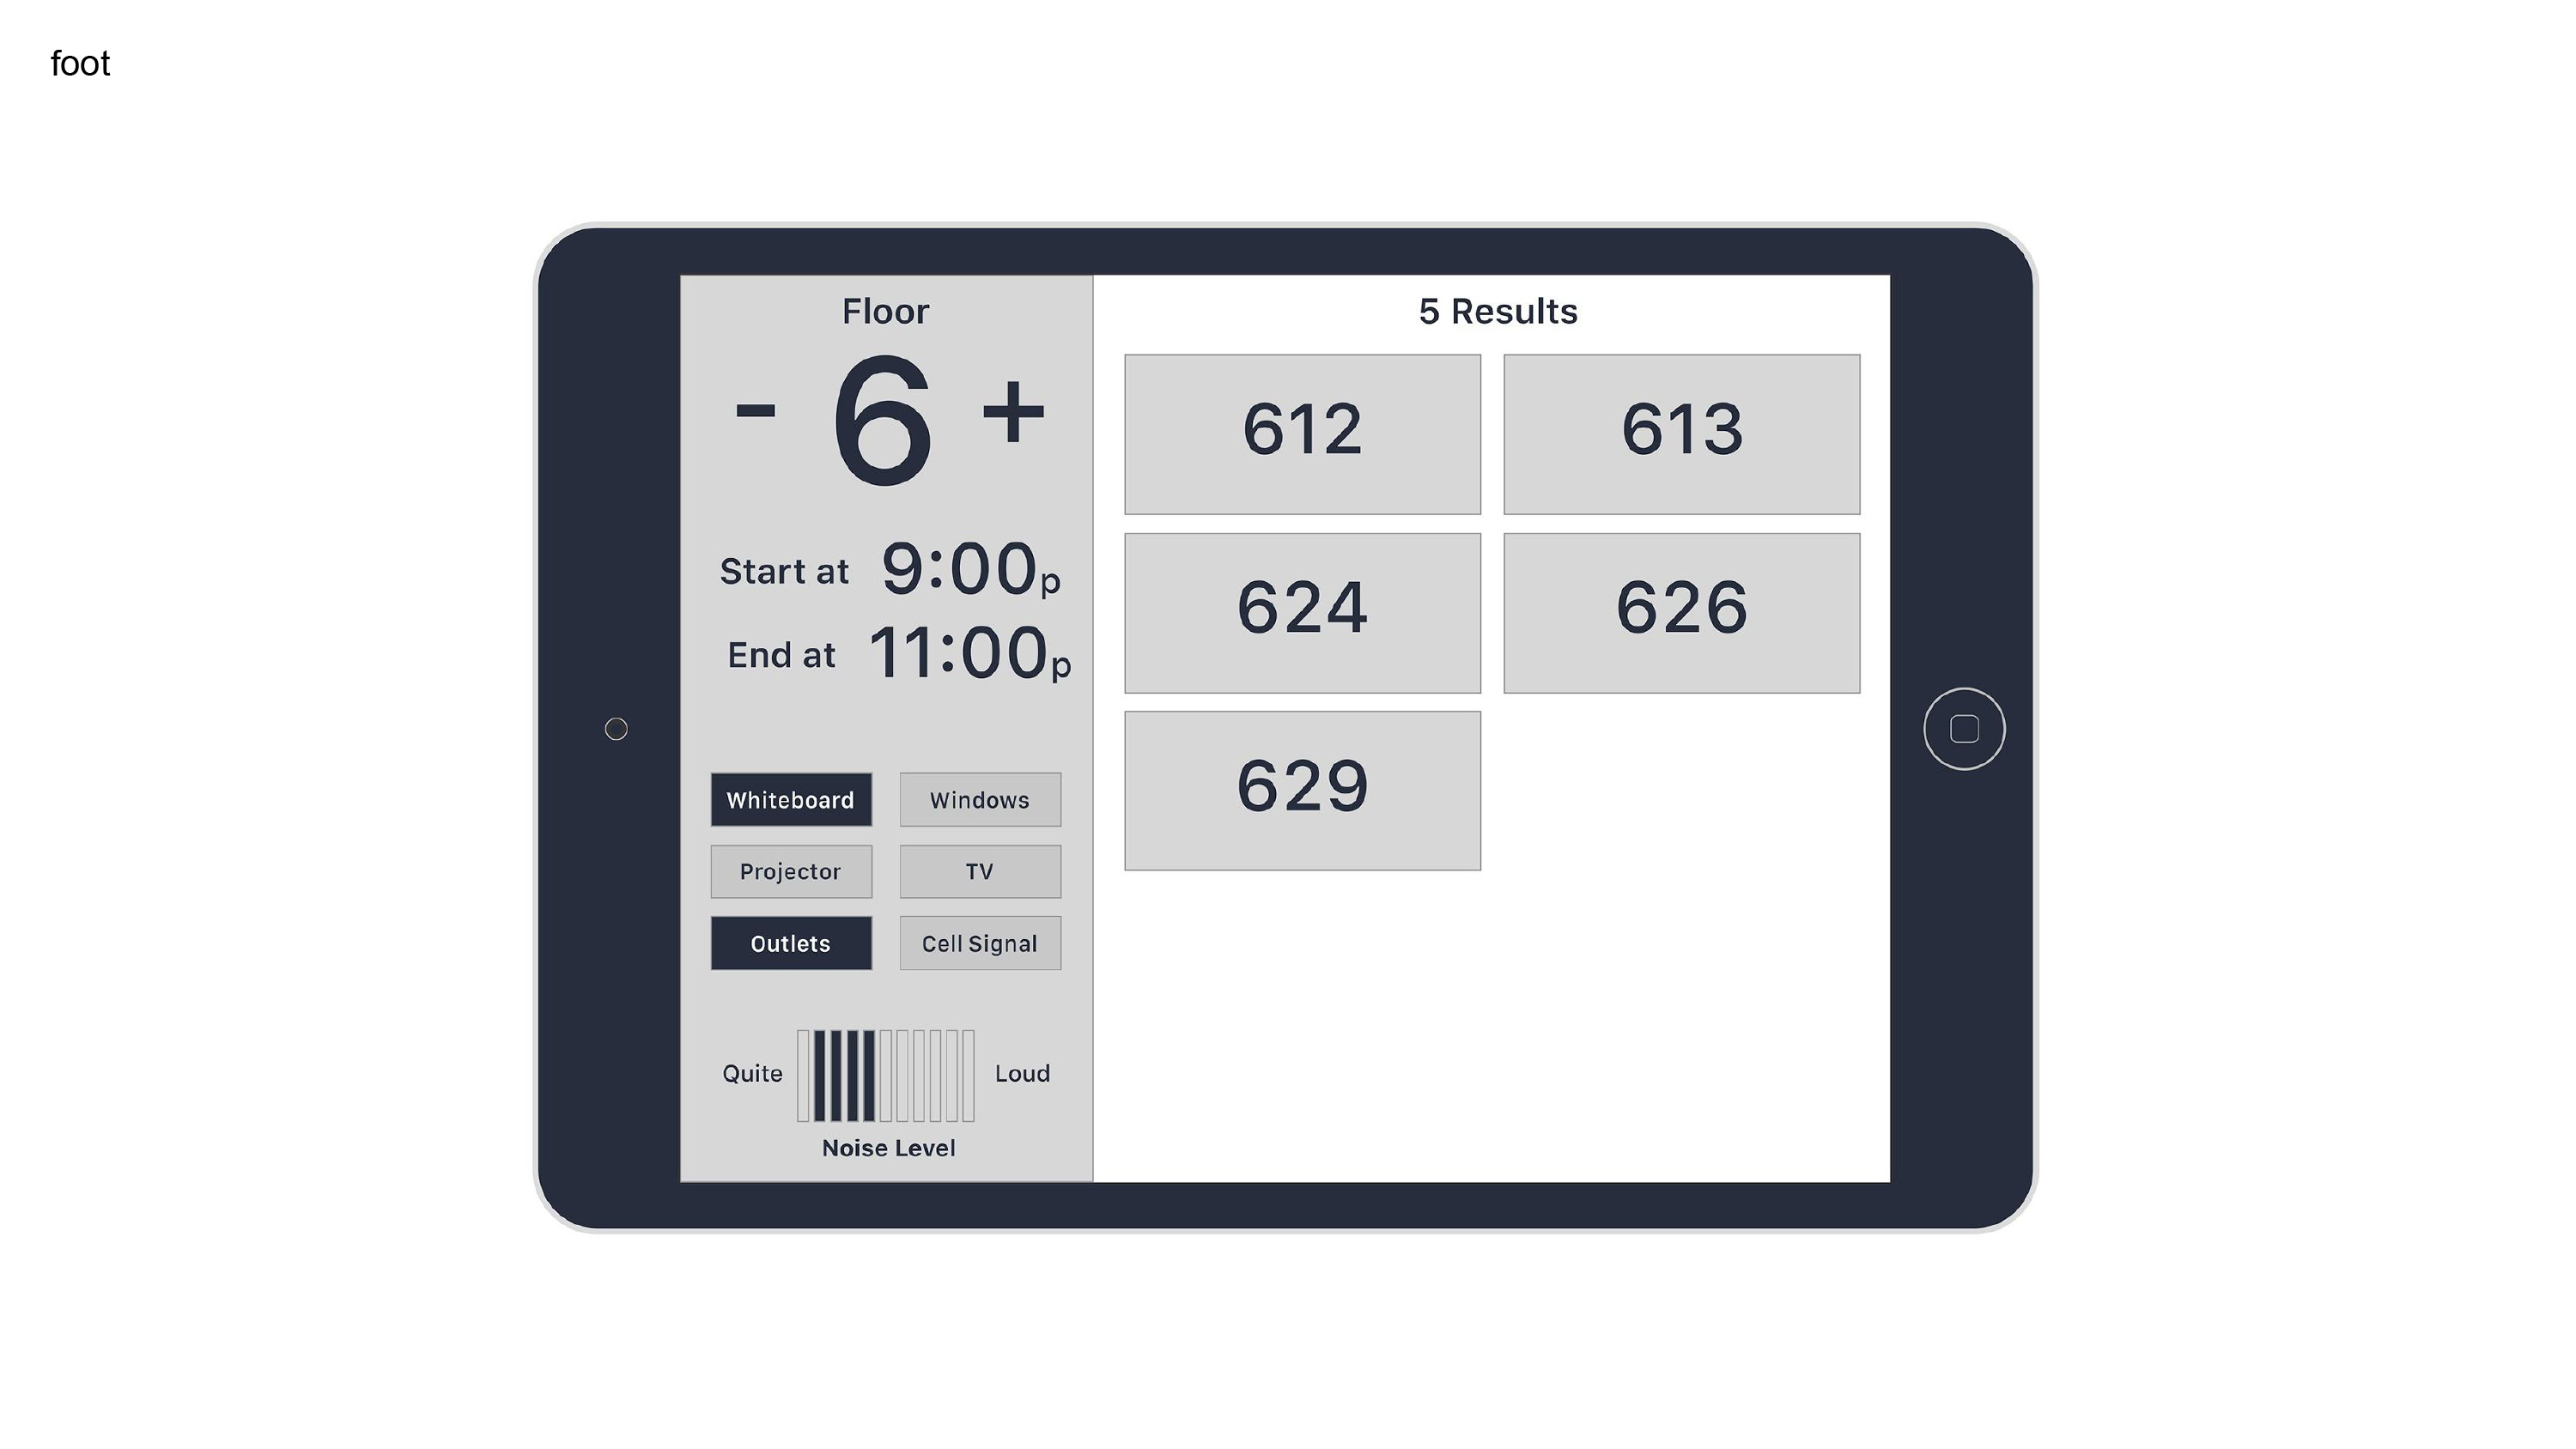 foot
Floor
- 6 +
Start at 9:00p
End at 11:00p
Whiteboard Windows
Projector TV
Outlets Cell Signal
Quite Loud
Noise Level
5 Results
612 613
624 626
629